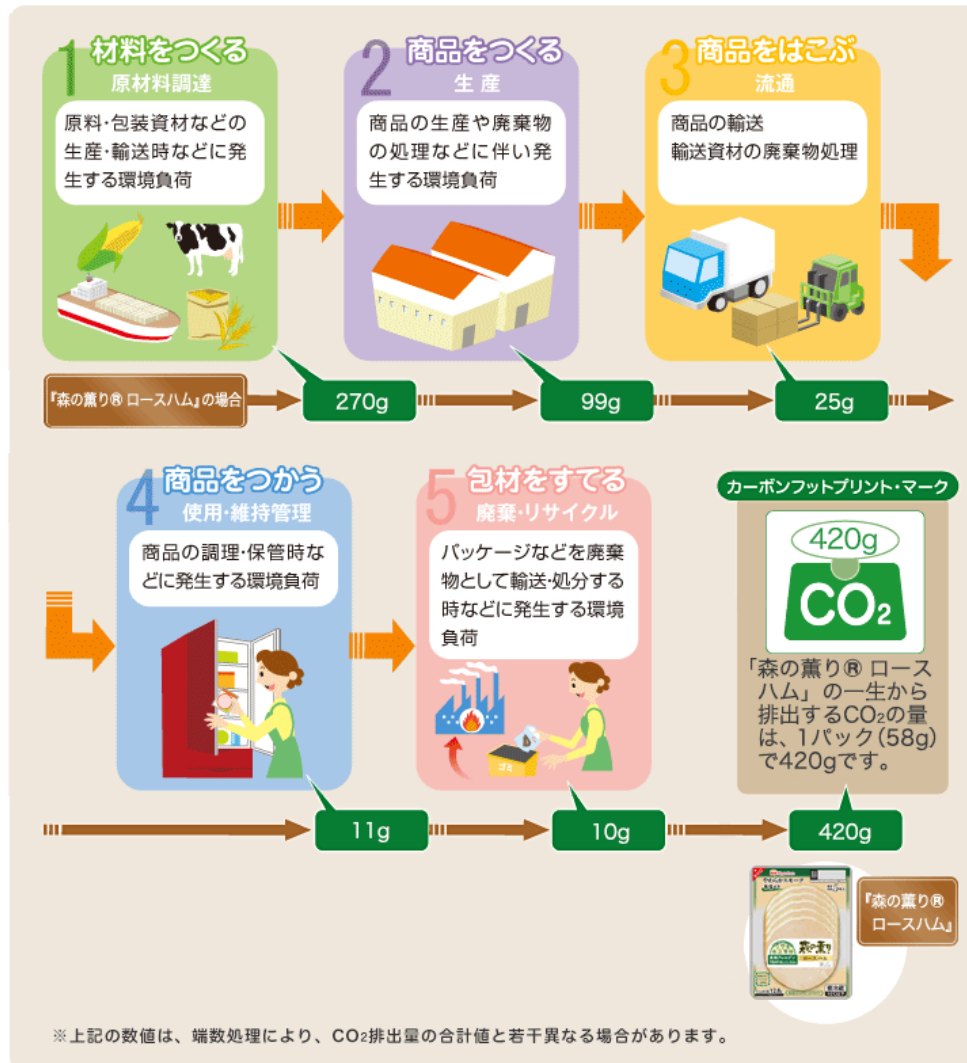 1 材料をつくる
原材料調達
原料・包装資材などの
生産・輸送時などに発
生する環境負荷
2 商品をつくる
生産
商品の生産や廃棄物
の処理などに伴い発
生する環境負荷
3 商品をはこぶ
流通
商品の輸送
輸送資材の廃棄物処理
『森の薫り® ロースハム』の場合
270g
99g
25g
4 商品をつかう
使用・維持管理
商品の調理・保管時な
どに発生する環境負荷
5 包材をすてる
廃棄・リサイクル
パッケージなどを廃棄
物として輸送・処分する
時などに発生する環境
負荷
ゴミ
カーボンフットプリント・マーク
420g
CO₂
「森の薫り® ロース
ハム」の一生から
排出するCO₂の量
は、1パック(58g)
で420gです。
11g
10g
420g
森の薫り
『森の薫り®
ロースハム』
※上記の数値は、端数処理により、CO₂排出量の合計値と若干異なる場合があります。